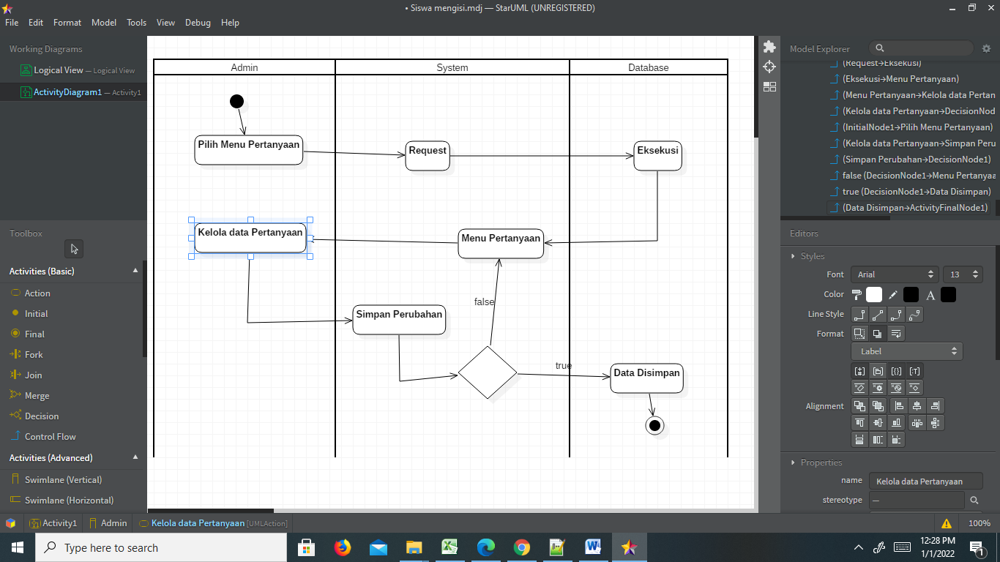 • Siswa mengisi.mdj — StarUML (UNREGISTERED)
File Edit Format Model Tools View Debug Help
Working Diagrams
Logical View — Logical View
ActivityDiagram1 — Activity1
Toolbox
Activities (Basic)
Action
Initial
Final
Fork
Join
Merge
Decision
Control Flow
Activities (Advanced)
Swimlane (Vertical)
Swimlane (Horizontal)
Admin System Database
Pilih Menu Pertanyaan
Request
Eksekusi
Kelola data Pertanyaan
Menu Pertanyaan
false
Simpan Perubahan
true
Data Disimpan
Model Explorer
(Request→Eksekusi)
(Eksekusi→Menu Pertanyaan)
(Menu Pertanyaan→Kelola data Pertan
(Kelola data Pertanyaan→DecisionNod
(InitialNode1→Pilih Menu Pertanyaan)
(Kelola data Pertanyaan→Simpan Peru
(Simpan Perubahan→DecisionNode1)
false (DecisionNode1→Menu Pertanyaa
true (DecisionNode1→Data Disimpan)
(Data Disimpan→ActivityFinalNode1)
Editors
Styles
Font Arial 13
Color A
Line Style
Format
Label
Alignment
Properties
name Kelola data Pertanyaan
stereotype —
Activity1 Admin Kelola data Pertanyaan [UMLAction] 100%
Type here to search
12:28 PM
1/1/2022
1